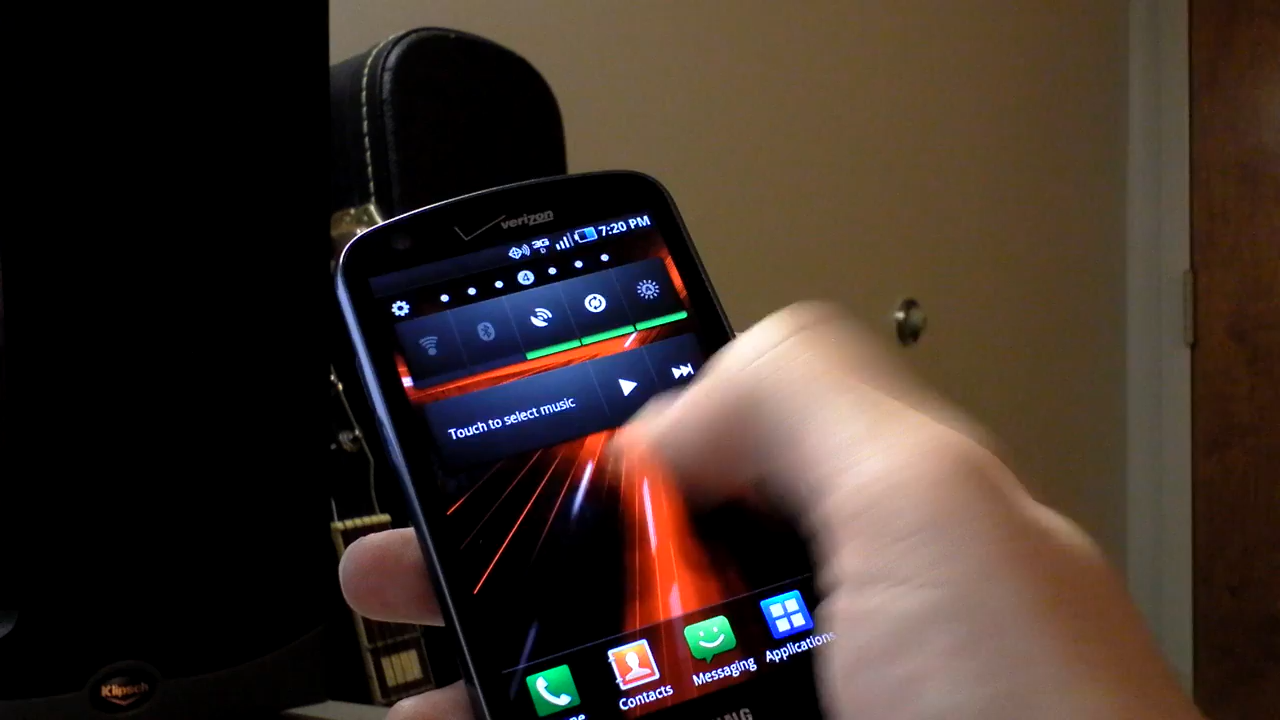 verizon
3G 7:20 PM
4
Touch to select music
Contacts
Messaging
Applications
Klipsch